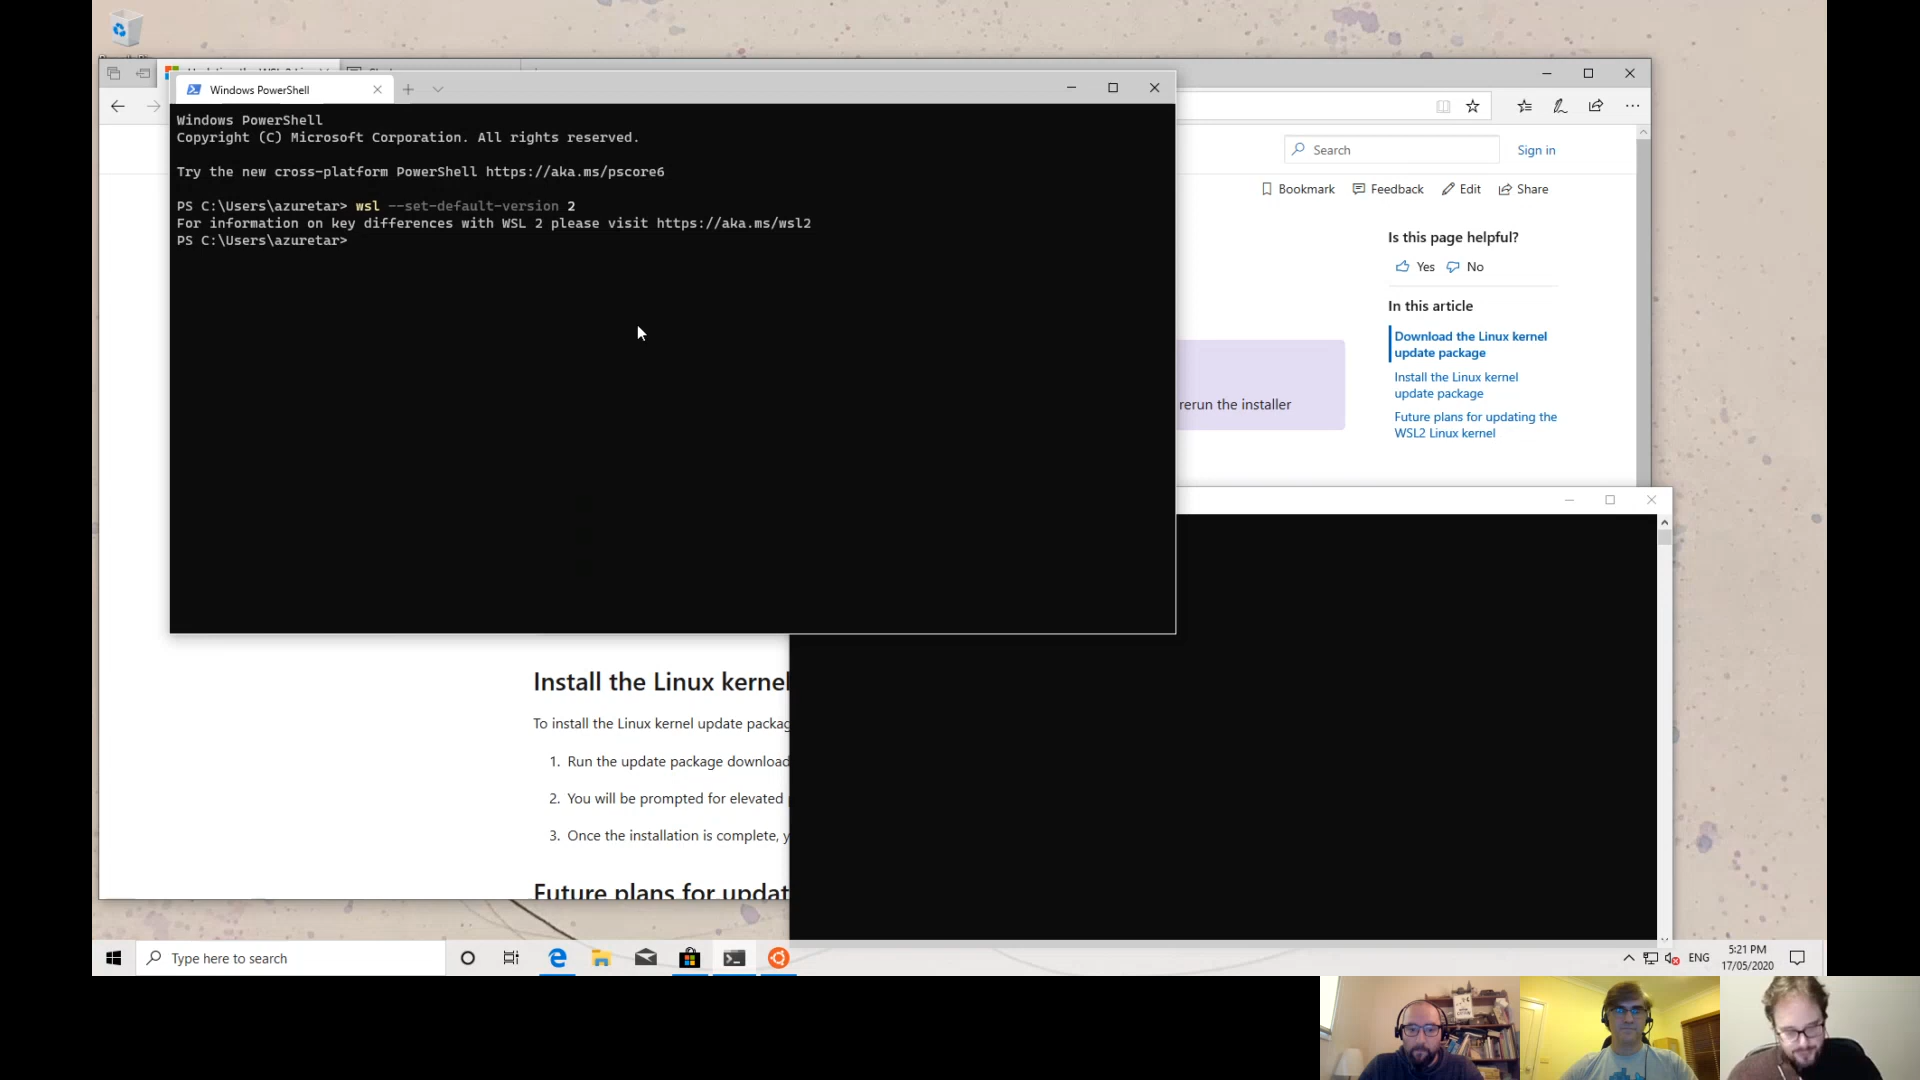 Windows PowerShell
Windows PowerShell
Copyright (C) Microsoft Corporation. All rights reserved.
Try the new cross-platform PowerShell https://aka.ms/pscore6
PS C:\Users\azuretar> wsl --set-default-version 2
For information on key differences with WSL 2 please visit https://aka.ms/wsl2
PS C:\Users\azuretar>
Search
Sign in
Bookmark
Feedback
Edit
Share
Is this page helpful?
Yes
No
In this article
Download the Linux kernel
update package
Install the Linux kernel
update package
Future plans for updating the
WSL2 Linux kernel
rerun the installer
Install the Linux kernel
To install the Linux kernel update packag
1. Run the update package download
2. You will be prompted for elevated
3. Once the installation is complete, y
Future plans for updat
Type here to search
ENG
5:21 PM
17/05/2020